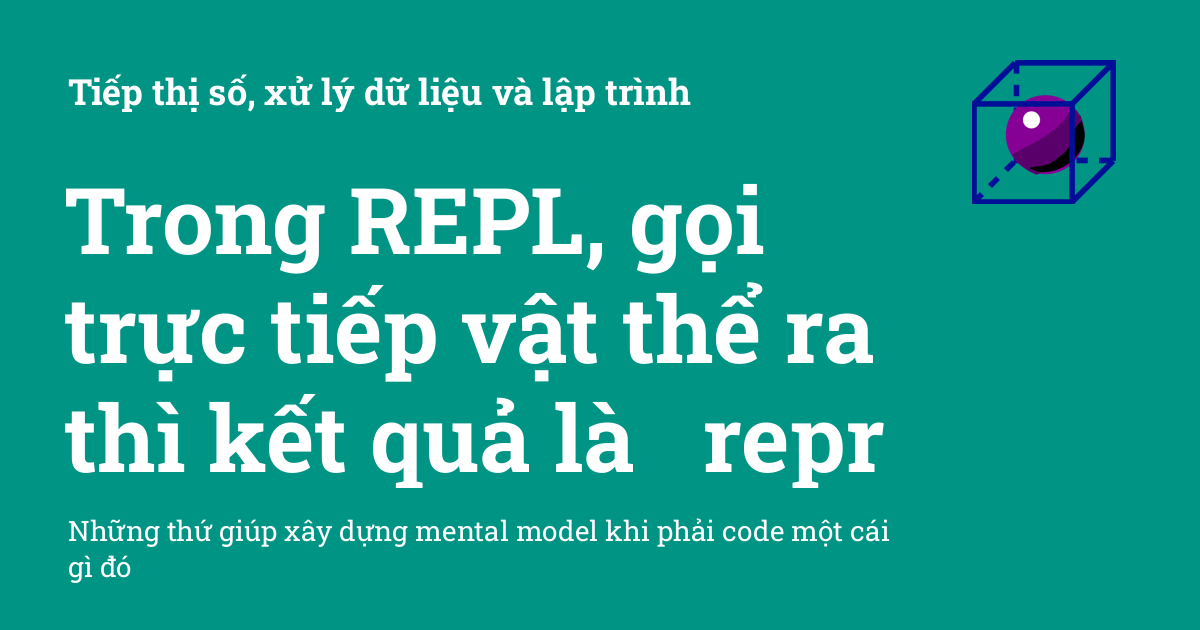 Tiếp thị số, xử lý dữ liệu và lập trình
Trong REPL, gọi
trực tiếp vật thể ra
thì kết quả là   repr
Những thứ giúp xây dựng mental model khi phải code một cái
gì đó